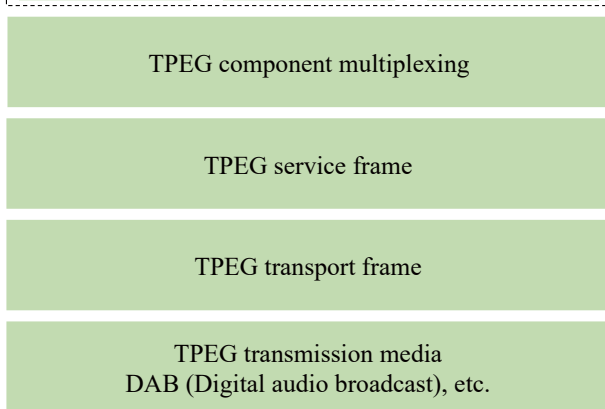 TPEG component multiplexing
TPEG service frame
TPEG transport frame
TPEG transmission media
DAB (Digital audio broadcast), etc.